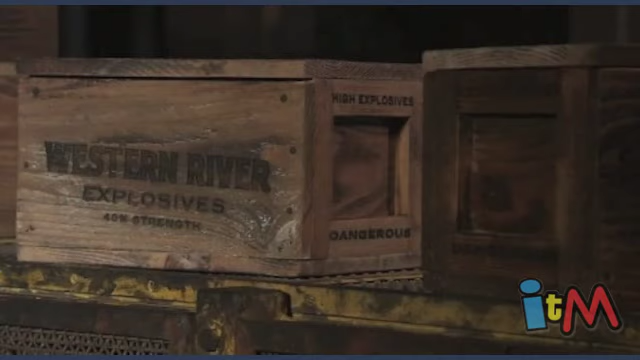 WESTERN RIVER
EXPLOSIVES
40% STRENGTH
HIGH EXPLOSIVES
DANGEROUS
itM